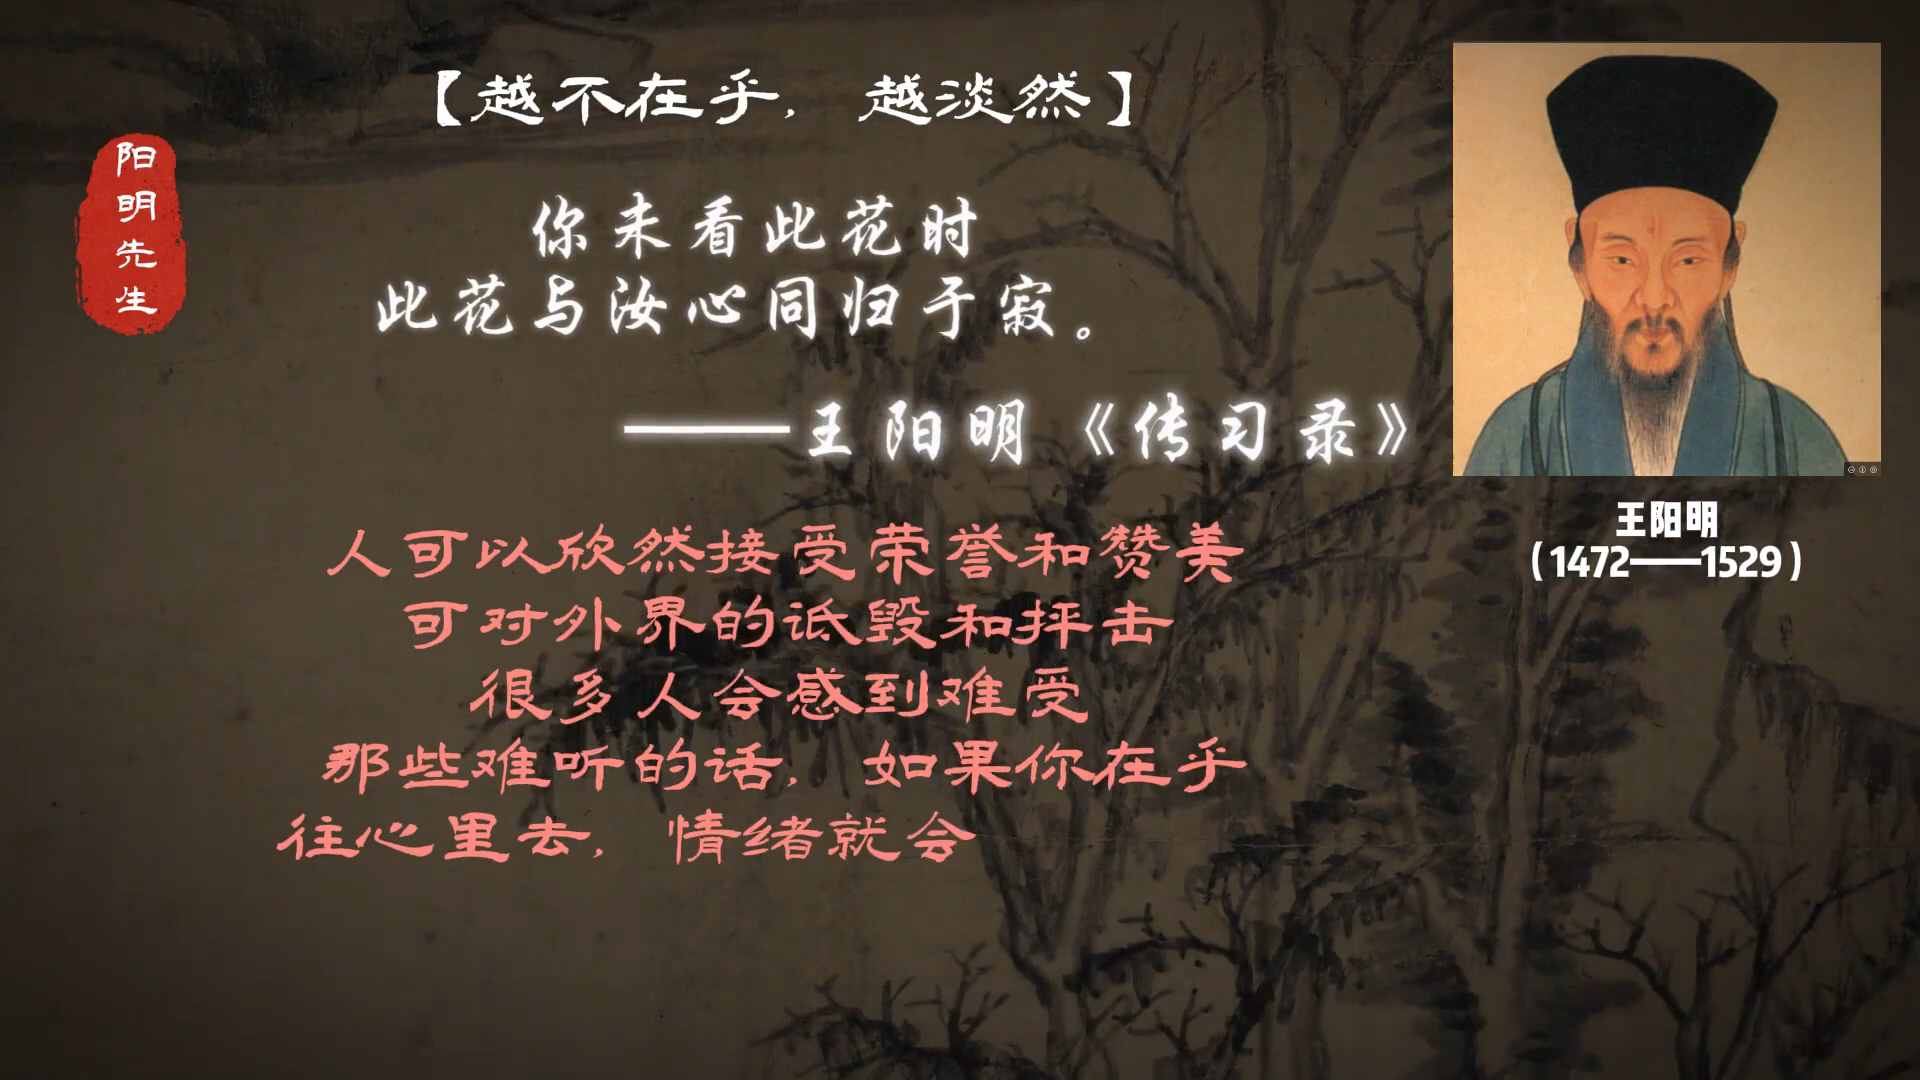 【越不在乎，越淡然】
阳明先生
你未看此花时
此花与汝心同归于寂。
——王阳明《传习录》
王阳明
（1472——1529）
人可以欣然接受荣誉和赞美
可对外界的诋毁和抨击
很多人会感到难受
那些难听的话，如果你在乎
往心里去，情绪就会